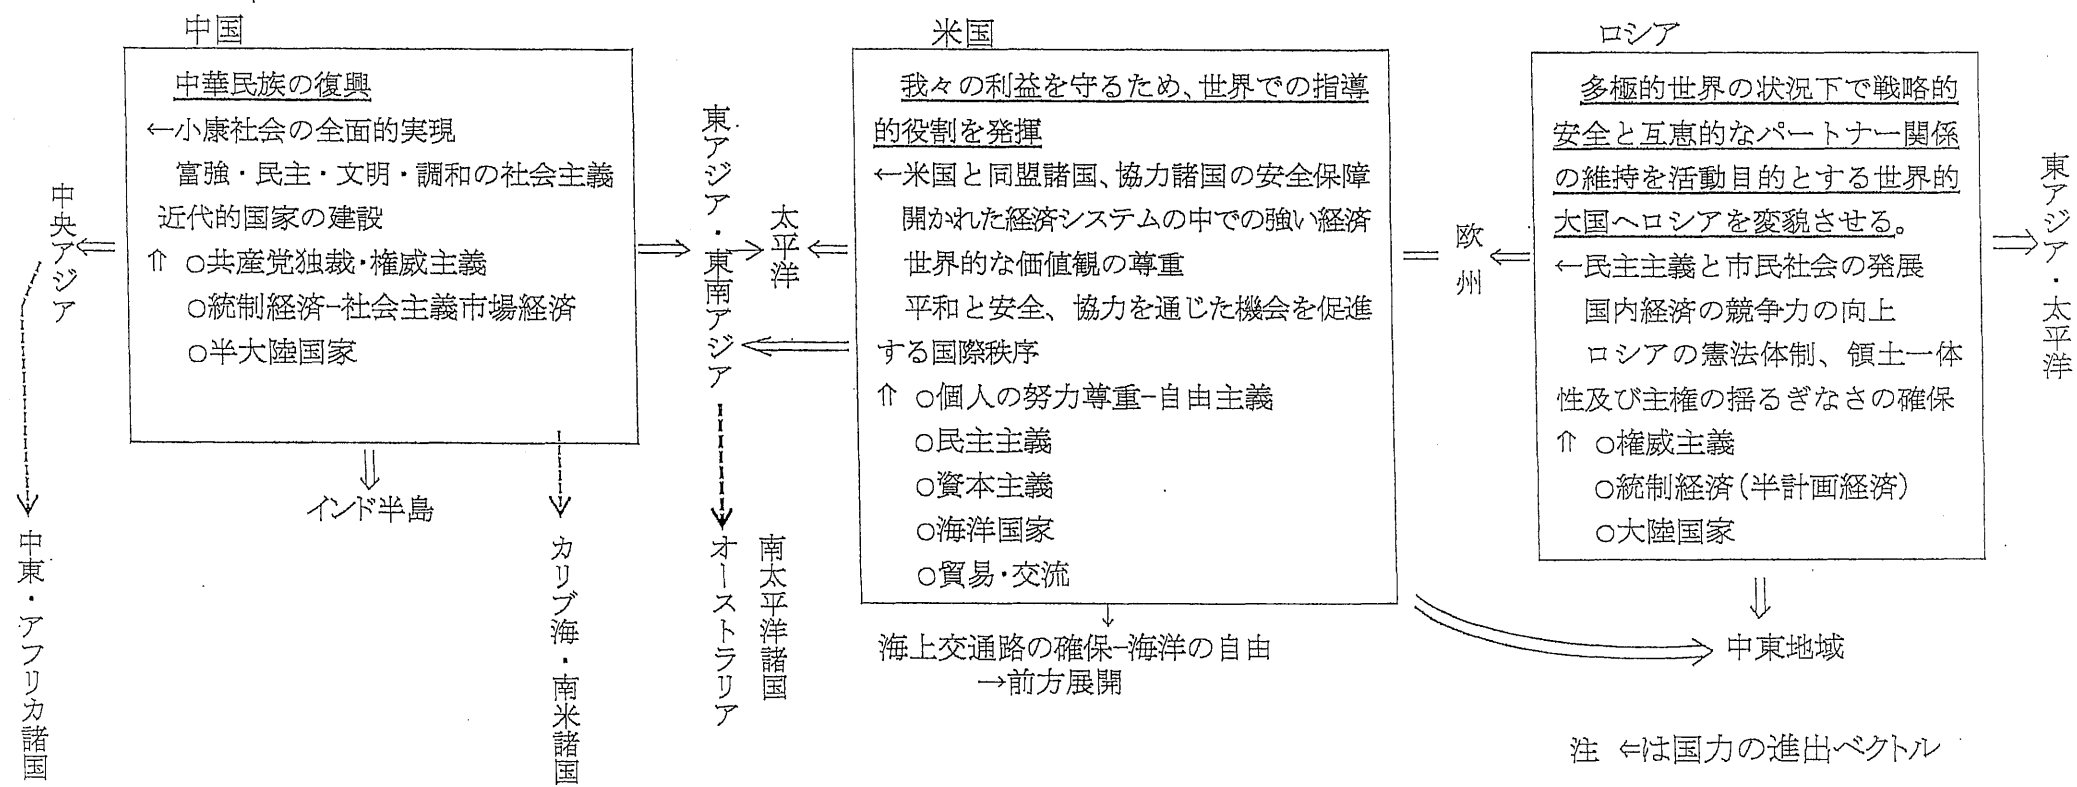 中国
中華民族の復興
←小康社会の全面的実現
富強・民主・文明・調和の社会主義
近代的国家の建設
⇑ ○共産党独裁・権威主義
○統制経済-社会主義市場経済
○半大陸国家
中央アジア
中東・アフリカ諸国
インド半島
カリブ海・南米諸国
東アジア・東南アジア
太平洋
オーストラリア
南太平洋諸国
米国
我々の利益を守るため、世界での指導
的役割を発揮
←米国と同盟諸国、協力諸国の安全保障
開かれた経済システムの中での強い経済
世界的な価値観の尊重
平和と安全、協力を通じた機会を促進
する国際秩序
⇑ ○個人の努力尊重-自由主義
○民主主義
○資本主義
○海洋国家
○貿易・交流
海上交通路の確保-海洋の自由
→前方展開
欧州
ロシア
多極的世界の状況下で戦略的
安全と互恵的なパートナー関係
の維持を活動目的とする世界的
大国へロシアを変貌させる。
←民主主義と市民社会の発展
国内経済の競争力の向上
ロシアの憲法体制、領土一体
性及び主権の揺るぎなさの確保
⇑ ○権威主義
○統制経済(半計画経済)
○大陸国家
中東地域
東アジア・太平洋
注 ⇐は国力の進出ベクトル